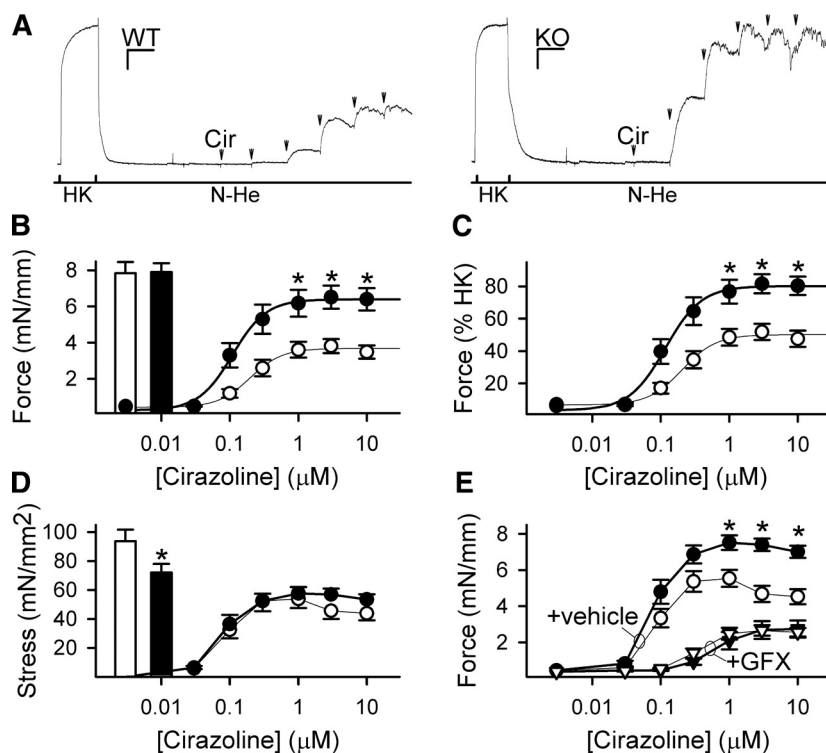 A
WT
Cir
HK
N-He
KO
Cir
HK
N-He
B
Force (mN/mm)
8
6
4
2
* * *
0.01 0.1 1 10
[Cirazoline] (μM)
C
Force (% HK)
80
60
40
20
* * *
0.01 0.1 1 10
[Cirazoline] (μM)
D
Stress (mN/mm2)
100
80
60
40
20
*
0.01 0.1 1 10
[Cirazoline] (μM)
E
Force (mN/mm)
8
6
4
2
* * *
+vehicle
+GFX
0.01 0.1 1 10
[Cirazoline] (μM)